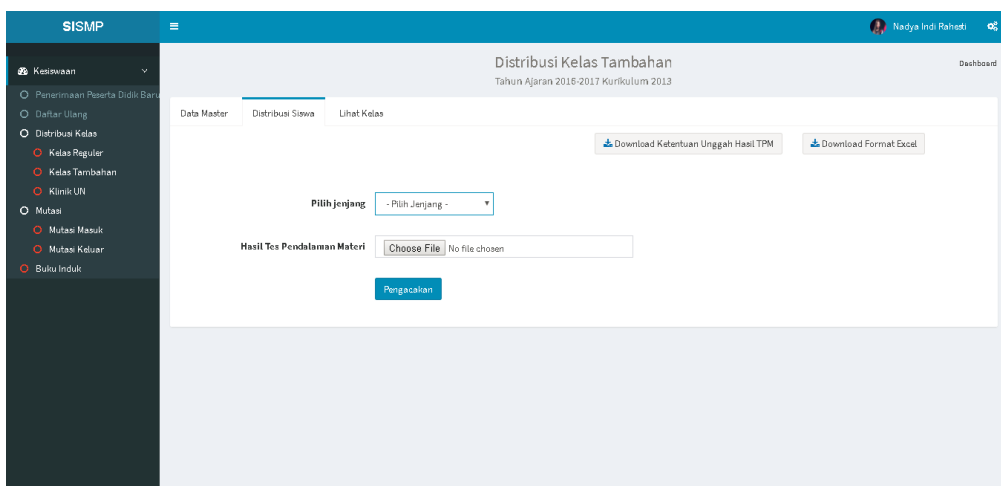 SISMP
Nadya Indi Rahesti
Kesiswaan
Penerimaan Peserta Didik Baru
Daftar Ulang
Distribusi Kelas
Kelas Reguler
Kelas Tambahan
Klinik UN
Mutasi
Mutasi Masuk
Mutasi Keluar
Buku Induk
Distribusi Kelas Tambahan
Tahun Ajaran 2016-2017 Kurikulum 2013
Dashboard
Data Master Distribusi Siswa Lihat Kelas
Download Ketentuan Unggah Hasil TPM Download Format Excel
Pilih jenjang - Pilih Jenjang -
Hasil Tes Pendalaman Materi Choose File No file chosen
Pengacakan